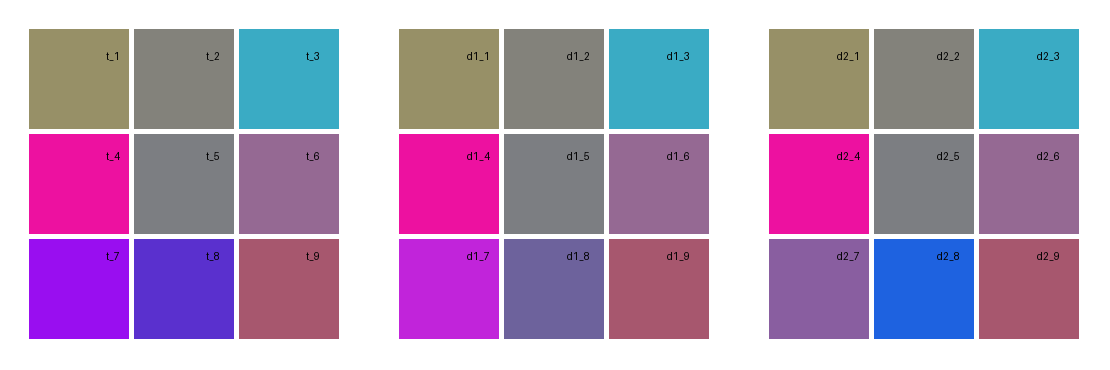 t_1 t_2 t_3 d1_1 d1_2 d1_3 d2_1 d2_2 d2_3
t_4 t_5 t_6 d1_4 d1_5 d1_6 d2_4 d2_5 d2_6
t_7 t_8 t_9 d1_7 d1_8 d1_9 d2_7 d2_8 d2_9